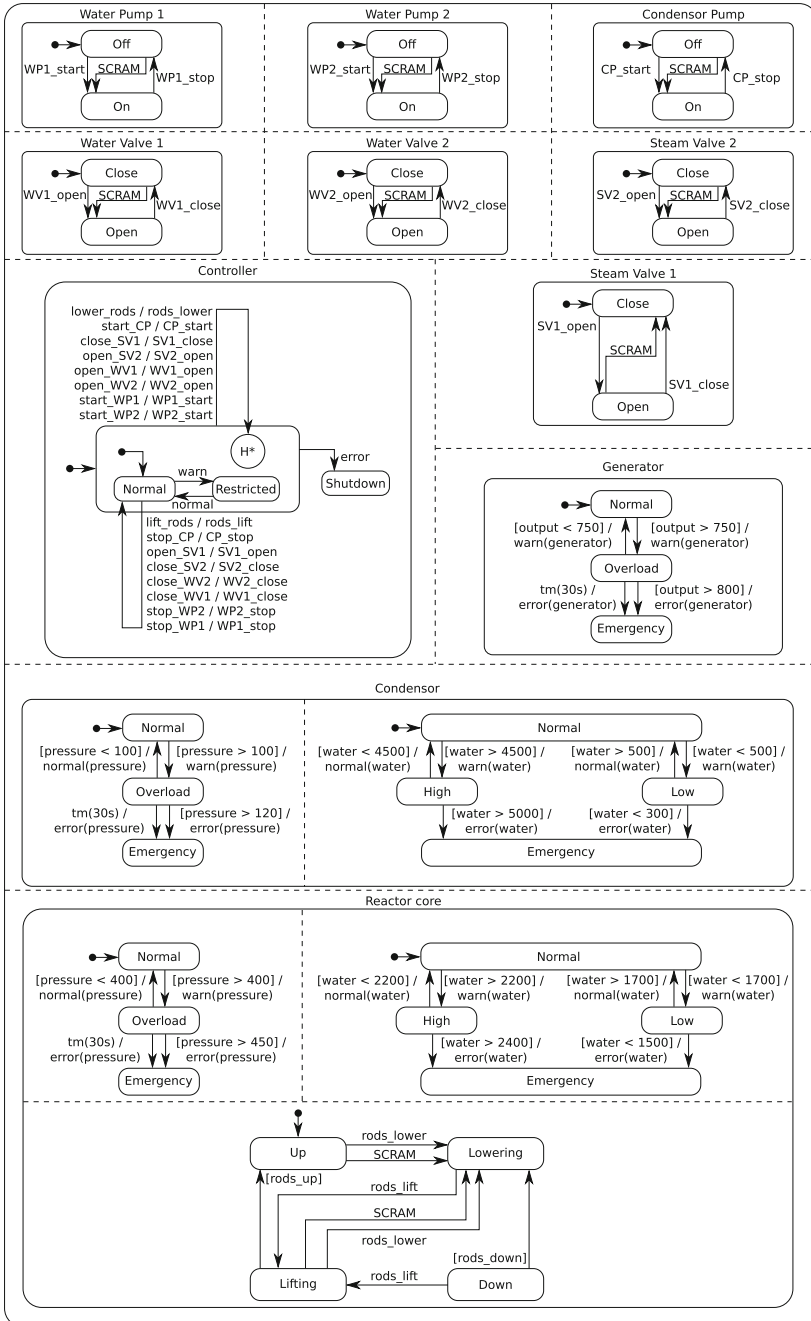 Water Pump 1
Off
WP1_start
SCRAM
WP1_stop
On
Water Pump 2
Off
WP2_start
SCRAM
WP2_stop
On
Condensor Pump
Off
CP_start
SCRAM
CP_stop
On
Water Valve 1
Close
WV1_open
SCRAM
WV1_close
Open
Water Valve 2
Close
WV2_open
SCRAM
WV2_close
Open
Steam Valve 2
Close
SV2_open
SCRAM
SV2_close
Open
Controller
lower_rods / rods_lower
start_CP / CP_start
close_SV1 / SV1_close
open_SV2 / SV2_open
open_WV1 / WV1_open
open_WV2 / WV2_open
start_WP1 / WP1_start
start_WP2 / WP2_start
H*
warn
Normal
Restricted
normal
error
Shutdown
lift_rods / rods_lift
stop_CP / CP_stop
open_SV1 / SV1_open
close_SV2 / SV2_close
close_WV2 / WV2_close
close_WV1 / WV1_close
stop_WP2 / WP2_stop
stop_WP1 / WP1_stop
Steam Valve 1
Close
SV1_open
SCRAM
SV1_close
Open
Generator
Normal
[output < 750] /
warn(generator)
[output > 750] /
warn(generator)
Overload
tm(30s) /
error(generator)
[output > 800] /
error(generator)
Emergency
Condensor
Normal
[pressure < 100] /
normal(pressure)
[pressure > 100] /
warn(pressure)
Overload
tm(30s) /
error(pressure)
[pressure > 120] /
error(pressure)
Emergency
Normal
[water < 4500] /
normal(water)
[water > 4500] /
warn(water)
[water > 500] /
normal(water)
[water < 500] /
warn(water)
High
Low
[water > 5000] /
error(water)
[water < 300] /
error(water)
Emergency
Reactor core
Normal
[pressure < 400] /
normal(pressure)
[pressure > 400] /
warn(pressure)
Overload
tm(30s) /
error(pressure)
[pressure > 450] /
error(pressure)
Emergency
Normal
[water < 2200] /
normal(water)
[water > 2200] /
warn(water)
[water > 1700] /
normal(water)
[water < 1700] /
warn(water)
High
Low
[water > 2400] /
error(water)
[water < 1500] /
error(water)
Emergency
Up
rods_lower
SCRAM
Lowering
[rods_up]
rods_lift
SCRAM
rods_lower
[rods_down]
Lifting
rods_lift
Down